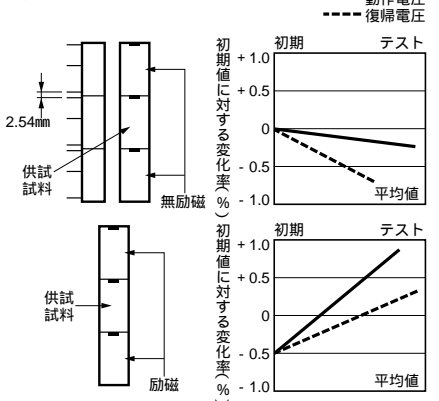 動作電圧
復帰電圧
初期値に対する変化率(%)
初期
テスト
+ 1.0
+ 0.5
0
- 0.5
- 1.0
平均値
2.54㎜
供試
試料
無励磁
初期値に対する変化率(%)
初期
テスト
+ 1.0
+ 0.5
0
- 0.5
- 1.0
平均値
供試
試料
励磁